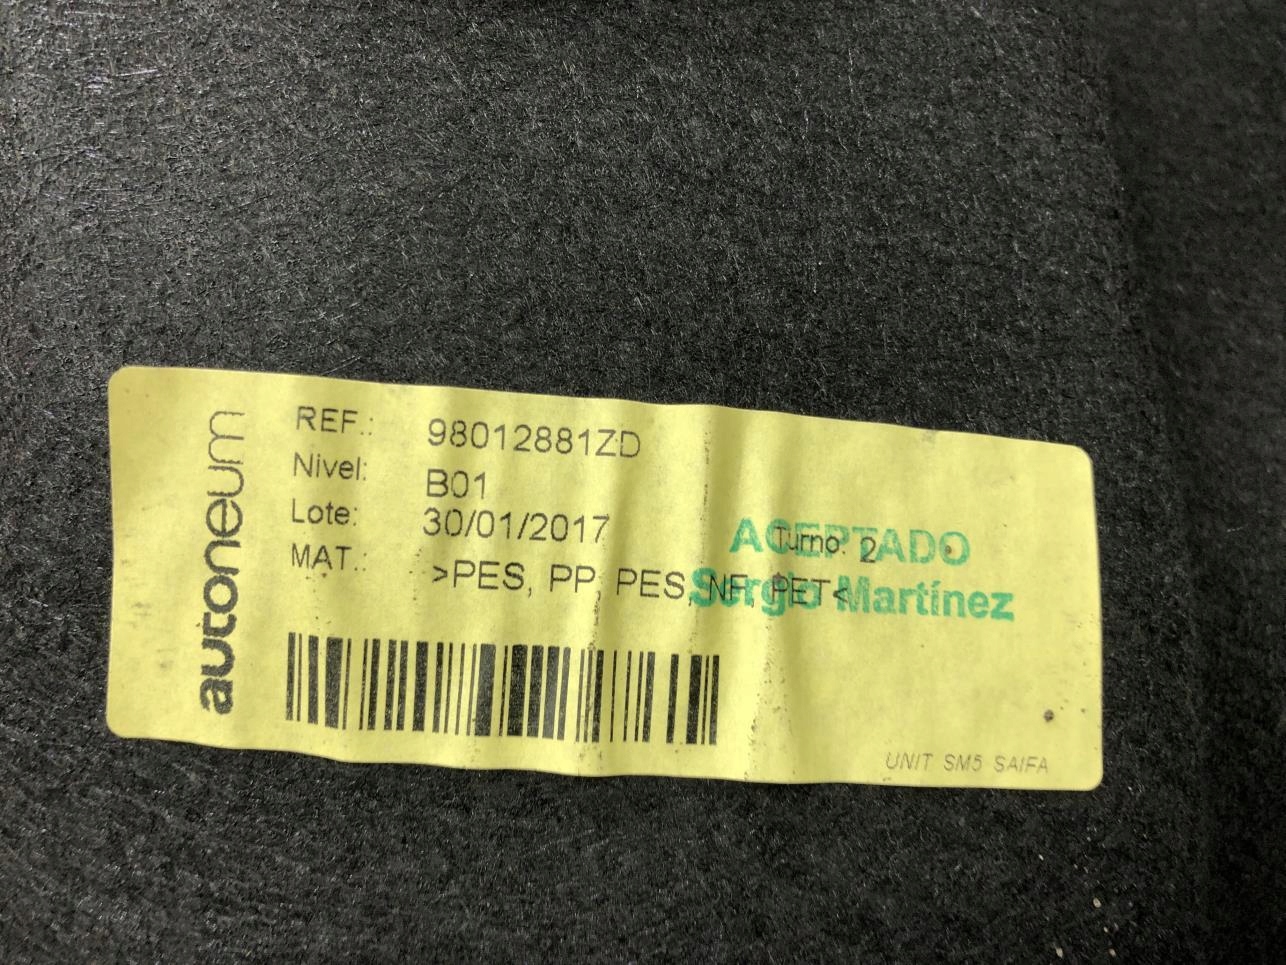 autoneum
REF.: 98012881ZD
Nivel: B01
Lote: 30/01/2017 Turno: 2
MAT.: >PES, PP, PES, NF, PET<
ACEPTADO
Sergio Martínez
UNIT SM5 SAIFA